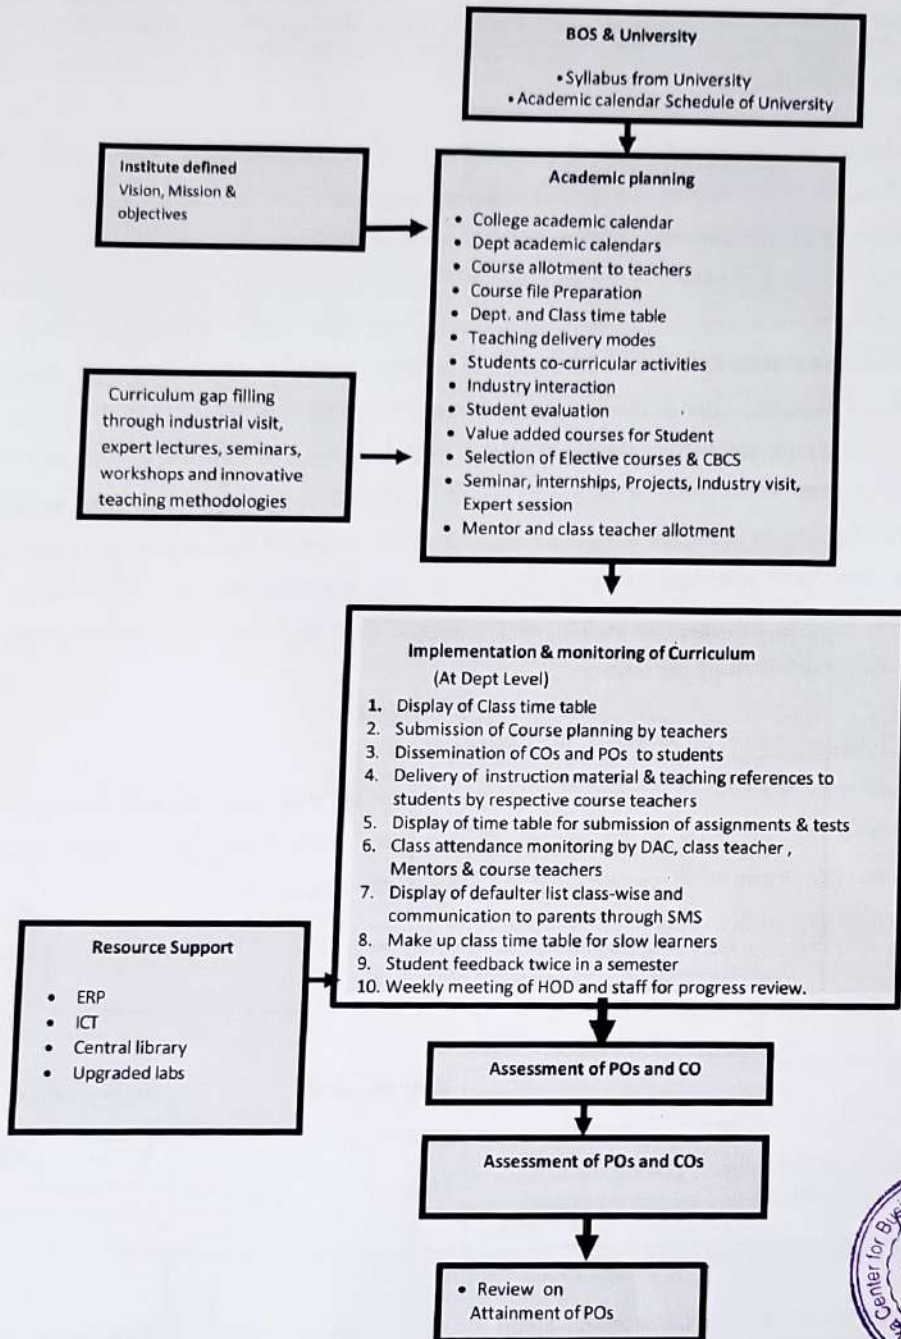 BOS & University
• Syllabus from University
• Academic calendar Schedule of University
Institute defined
Vision, Mission &
objectives
Academic planning
• College academic calendar
• Dept academic calendars
• Course allotment to teachers
• Course file Preparation
• Dept. and Class time table
• Teaching delivery modes
• Students co-curricular activities
• Industry interaction
• Student evaluation
• Value added courses for Student
• Selection of Elective courses & CBCS
• Seminar, internships, Projects, Industry visit,
Expert session
• Mentor and class teacher allotment
Curriculum gap filling
through industrial visit,
expert lectures, seminars,
workshops and innovative
teaching methodologies
Implementation & monitoring of Curriculum
(At Dept Level)
1. Display of Class time table
2. Submission of Course planning by teachers
3. Dissemination of COs and POs to students
4. Delivery of instruction material & teaching references to
students by respective course teachers
5. Display of time table for submission of assignments & tests
6. Class attendance monitoring by DAC, class teacher ,
Mentors & course teachers
7. Display of defaulter list class-wise and
communication to parents through SMS
8. Make up class time table for slow learners
9. Student feedback twice in a semester
10. Weekly meeting of HOD and staff for progress review.
Resource Support
• ERP
• ICT
• Central library
• Upgraded labs
Assessment of POs and CO
Assessment of POs and COs
• Review on
Attainment of POs
Center for